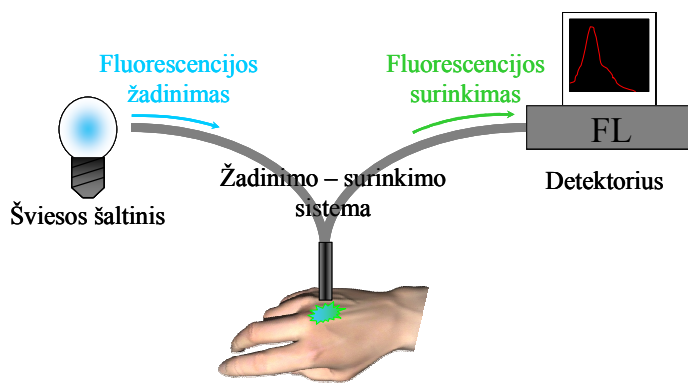 Fluorescencijos
žadinimas
Fluorescencijos
surinkimas
FL
Žadinimo – surinkimo
sistema
Detektorius
Šviesos šaltinis